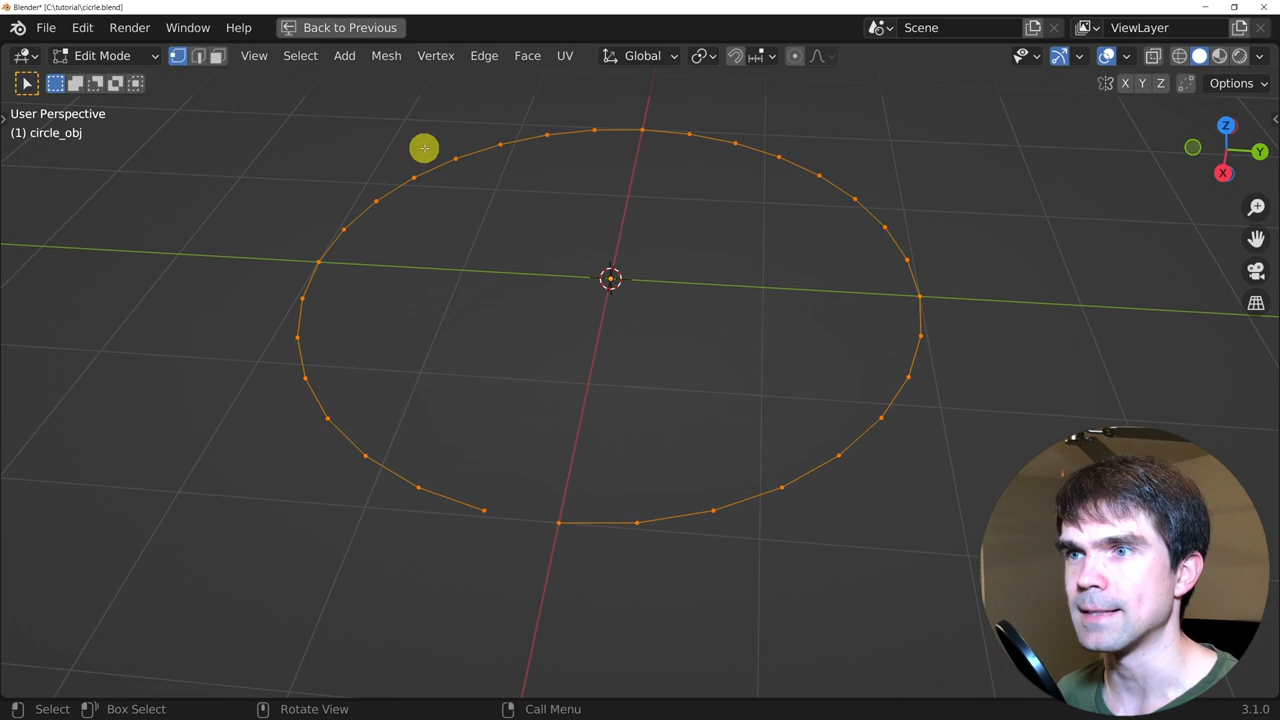 Blender* [C:\tutorial\cicrle.blend]
File Edit Render Window Help Back to Previous Scene ViewLayer
Edit Mode View Select Add Mesh Vertex Edge Face UV Global
X Y Z Options
User Perspective
(1) circle_obj
Z
Y
X
Select Box Select Rotate View Call Menu 3.1.0